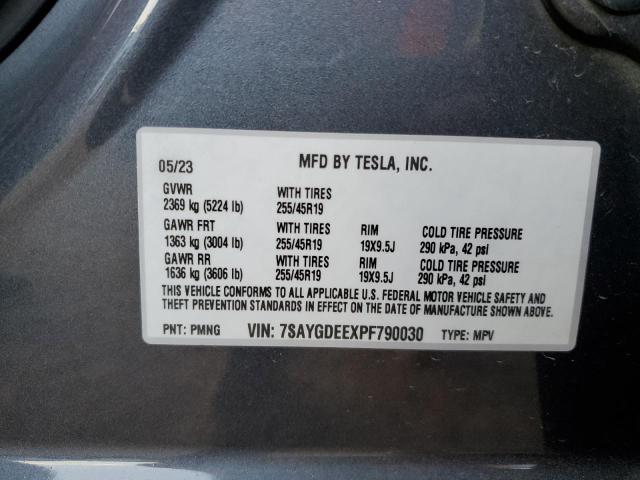 05/23 MFD BY TESLA, INC.
GVWR WITH TIRES
2369 kg (5224 lb) 255/45R19
GAWR FRT WITH TIRES RIM COLD TIRE PRESSURE
1363 kg (3004 lb) 255/45R19 19X9.5J 290 kPa, 42 psi
GAWR RR WITH TIRES RIM COLD TIRE PRESSURE
1636 kg (3606 lb) 255/45R19 19X9.5J 290 kPa, 42 psi
THIS VEHICLE CONFORMS TO ALL APPLICABLE U.S. FEDERAL MOTOR VEHICLE SAFETY AND
THEFT PREVENTION STANDARDS IN EFFECT ON THE DATE OF MANUFACTURE SHOWN ABOVE.
PNT: PMNG VIN: 7SAYGDEEXPF790030 TYPE: MPV